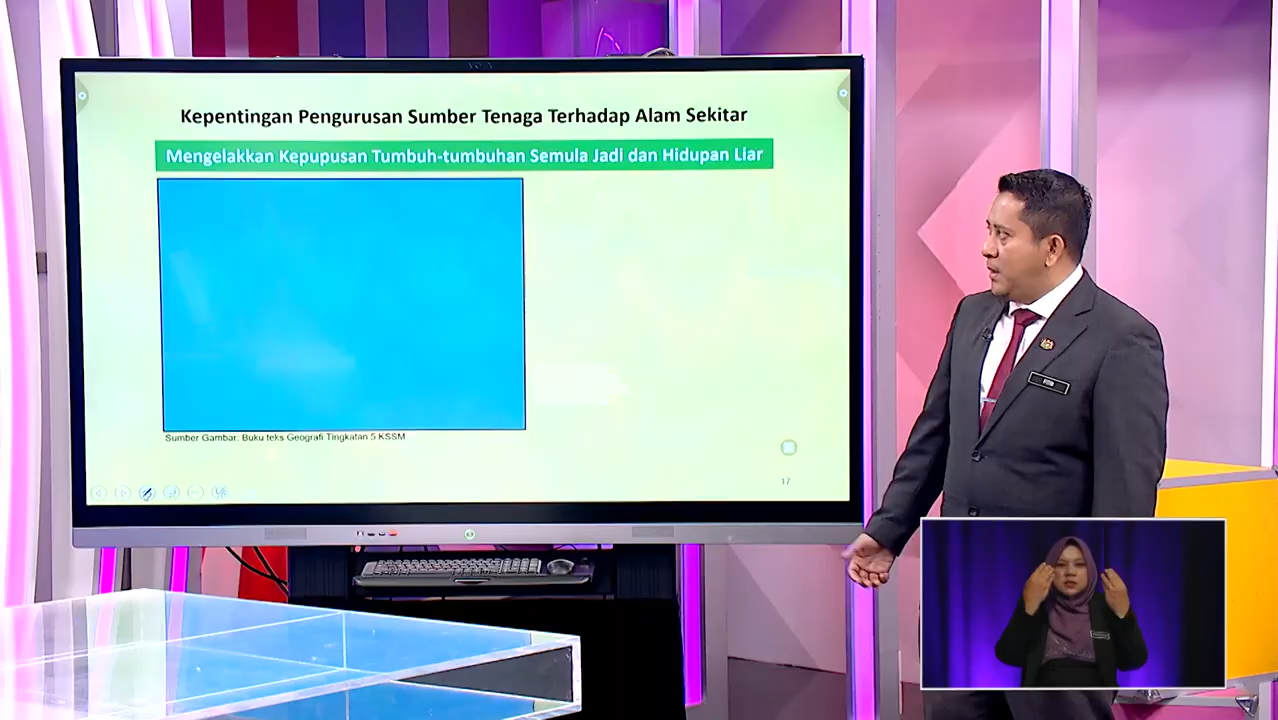 Kepentingan Pengurusan Sumber Tenaga Terhadap Alam Sekitar
Mengelakkan Kepupusan Tumbuh-tumbuhan Semula Jadi dan Hidupan Liar
Sumber Gambar: Buku teks Geografi Tingkatan 5 KSSM
17